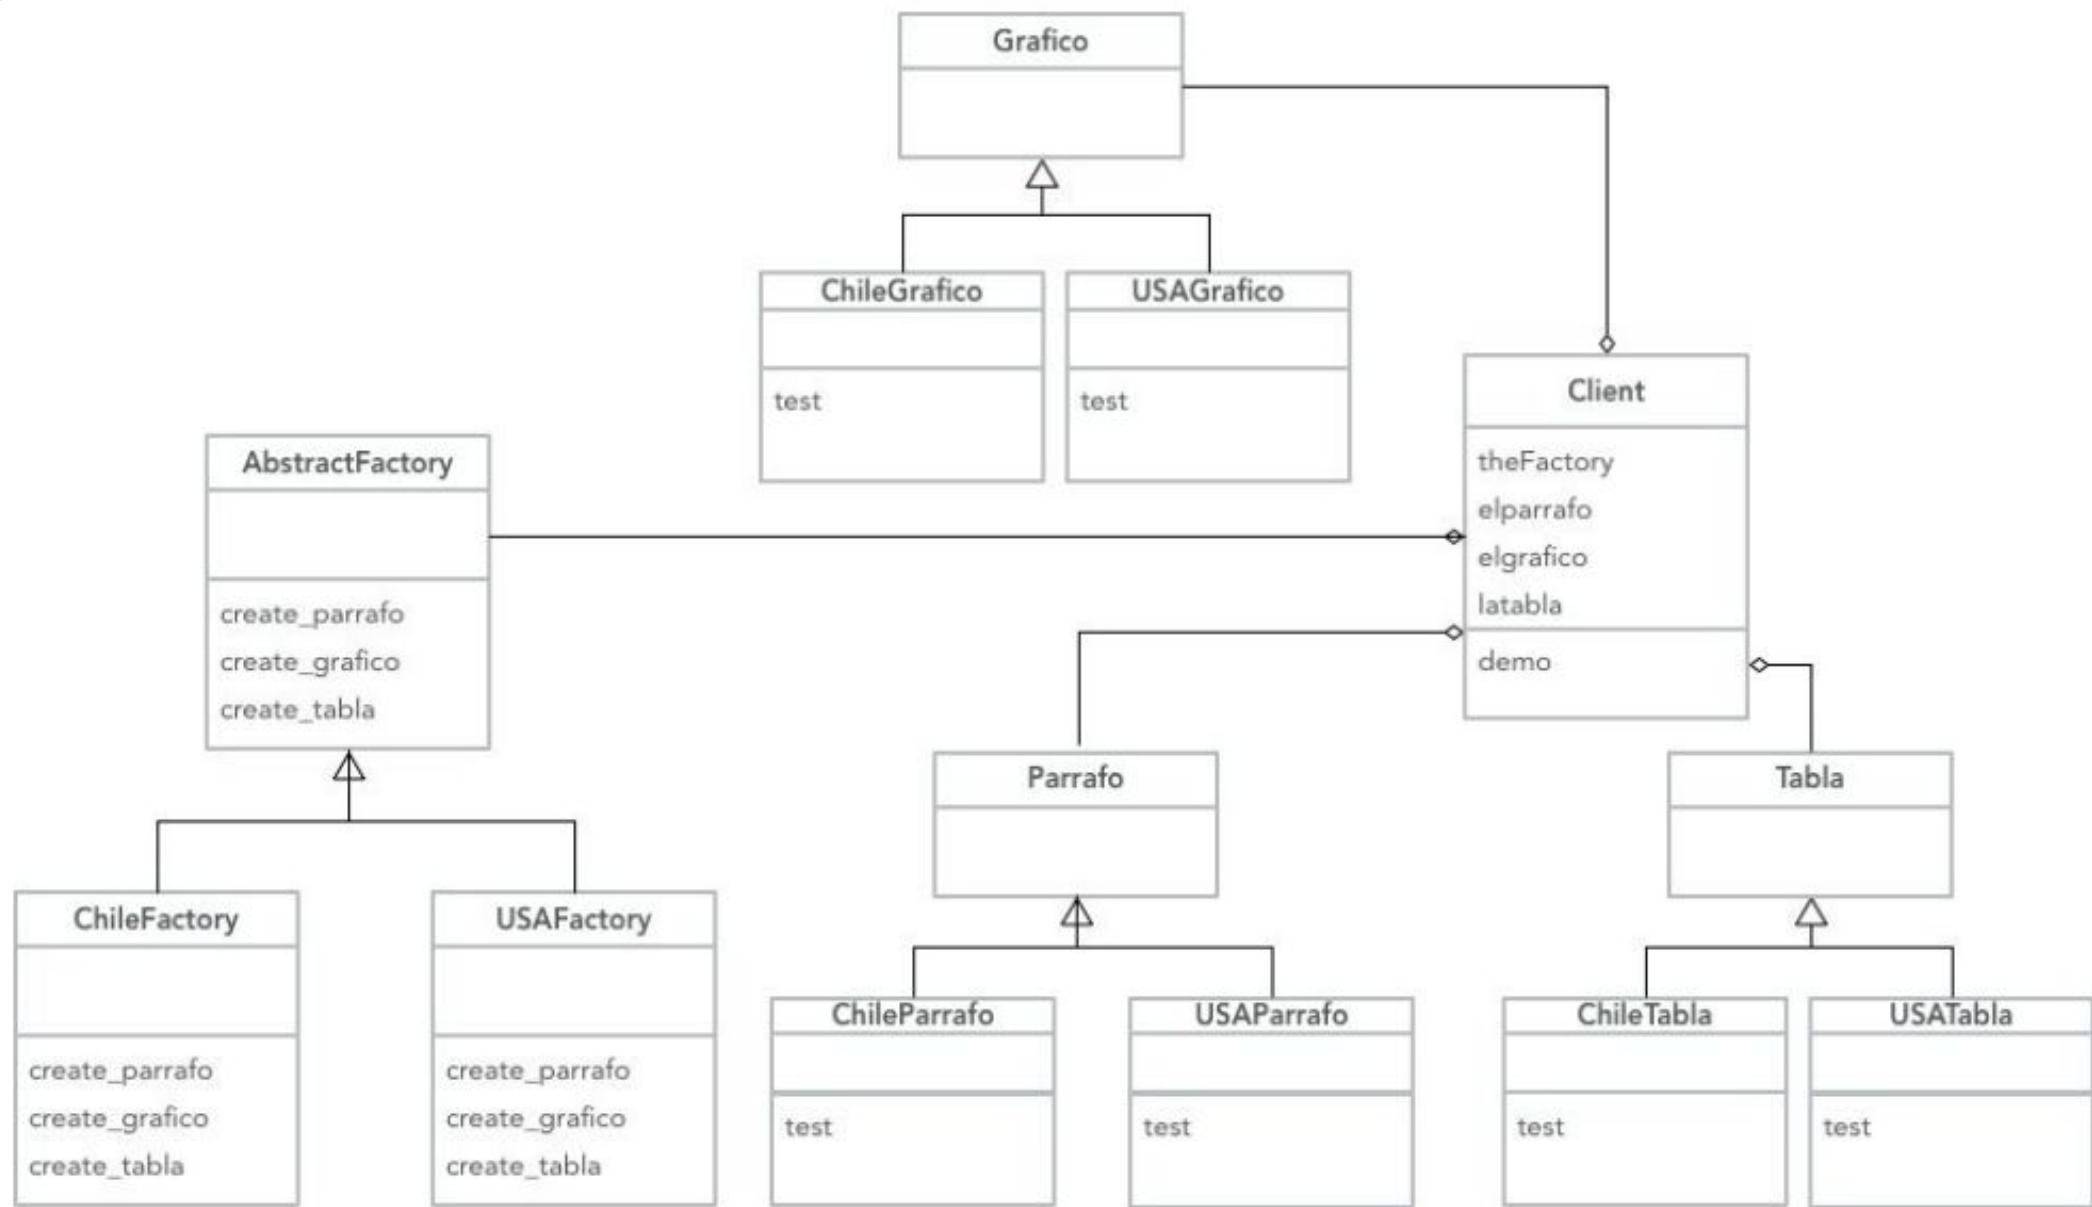 Grafico
ChileGrafico
test
USAGrafico
test
Client
theFactory
elparrafo
elgrafico
latabla
demo
AbstractFactory
create_parrafo
create_grafico
create_tabla
Parrafo
Tabla
ChileFactory
create_parrafo
create_grafico
create_tabla
USAFactory
create_parrafo
create_grafico
create_tabla
ChileParrafo
test
USAParrafo
test
ChileTabla
test
USATabla
test